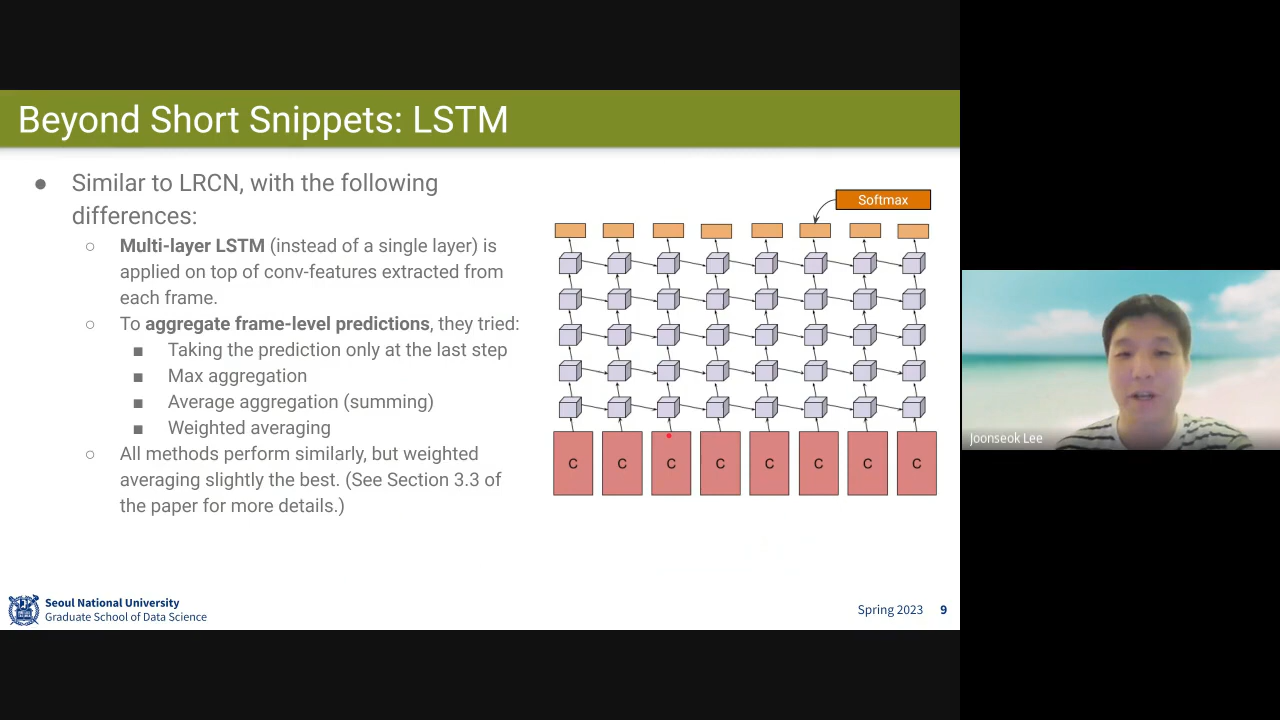 Beyond Short Snippets: LSTM
● Similar to LRCN, with the following
differences:
○ Multi-layer LSTM (instead of a single layer) is
applied on top of conv-features extracted from
each frame.
○ To aggregate frame-level predictions, they tried:
■ Taking the prediction only at the last step
■ Max aggregation
■ Average aggregation (summing)
■ Weighted averaging
○ All methods perform similarly, but weighted
averaging slightly the best. (See Section 3.3 of
the paper for more details.)
Softmax
C C C C C C C C
Joonseok Lee
Seoul National University
Graduate School of Data Science
Spring 2023 9